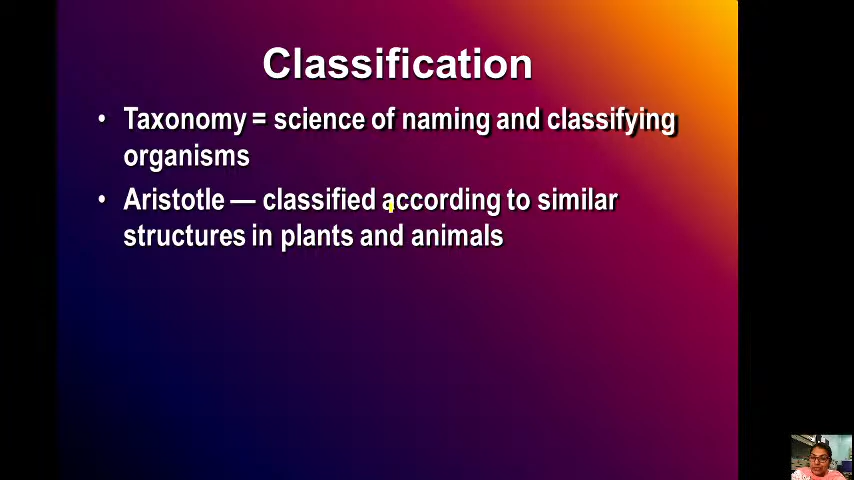 Classification
• Taxonomy = science of naming and classifying
organisms
• Aristotle — classified according to similar
structures in plants and animals